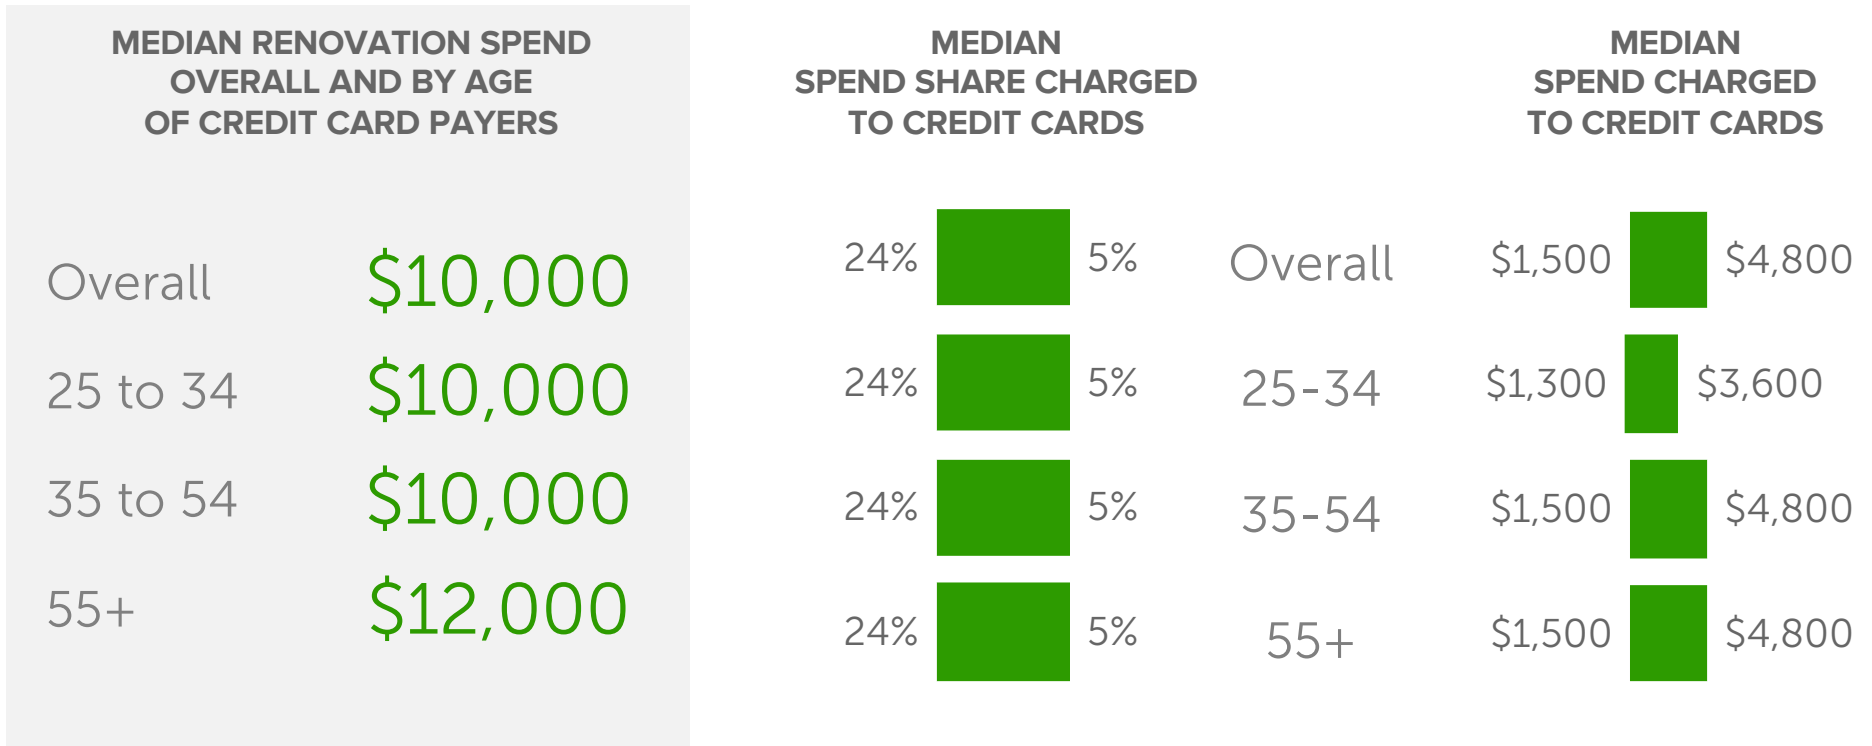 MEDIAN RENOVATION SPEND
OVERALL AND BY AGE
OF CREDIT CARD PAYERS
Overall $10,000
25 to 34 $10,000
35 to 54 $10,000
55+ $12,000
MEDIAN
SPEND SHARE CHARGED
TO CREDIT CARDS
MEDIAN
SPEND CHARGED
TO CREDIT CARDS
24% 5% Overall $1,500 $4,800
24% 5% 25-34 $1,300 $3,600
24% 5% 35-54 $1,500 $4,800
24% 5% 55+ $1,500 $4,800